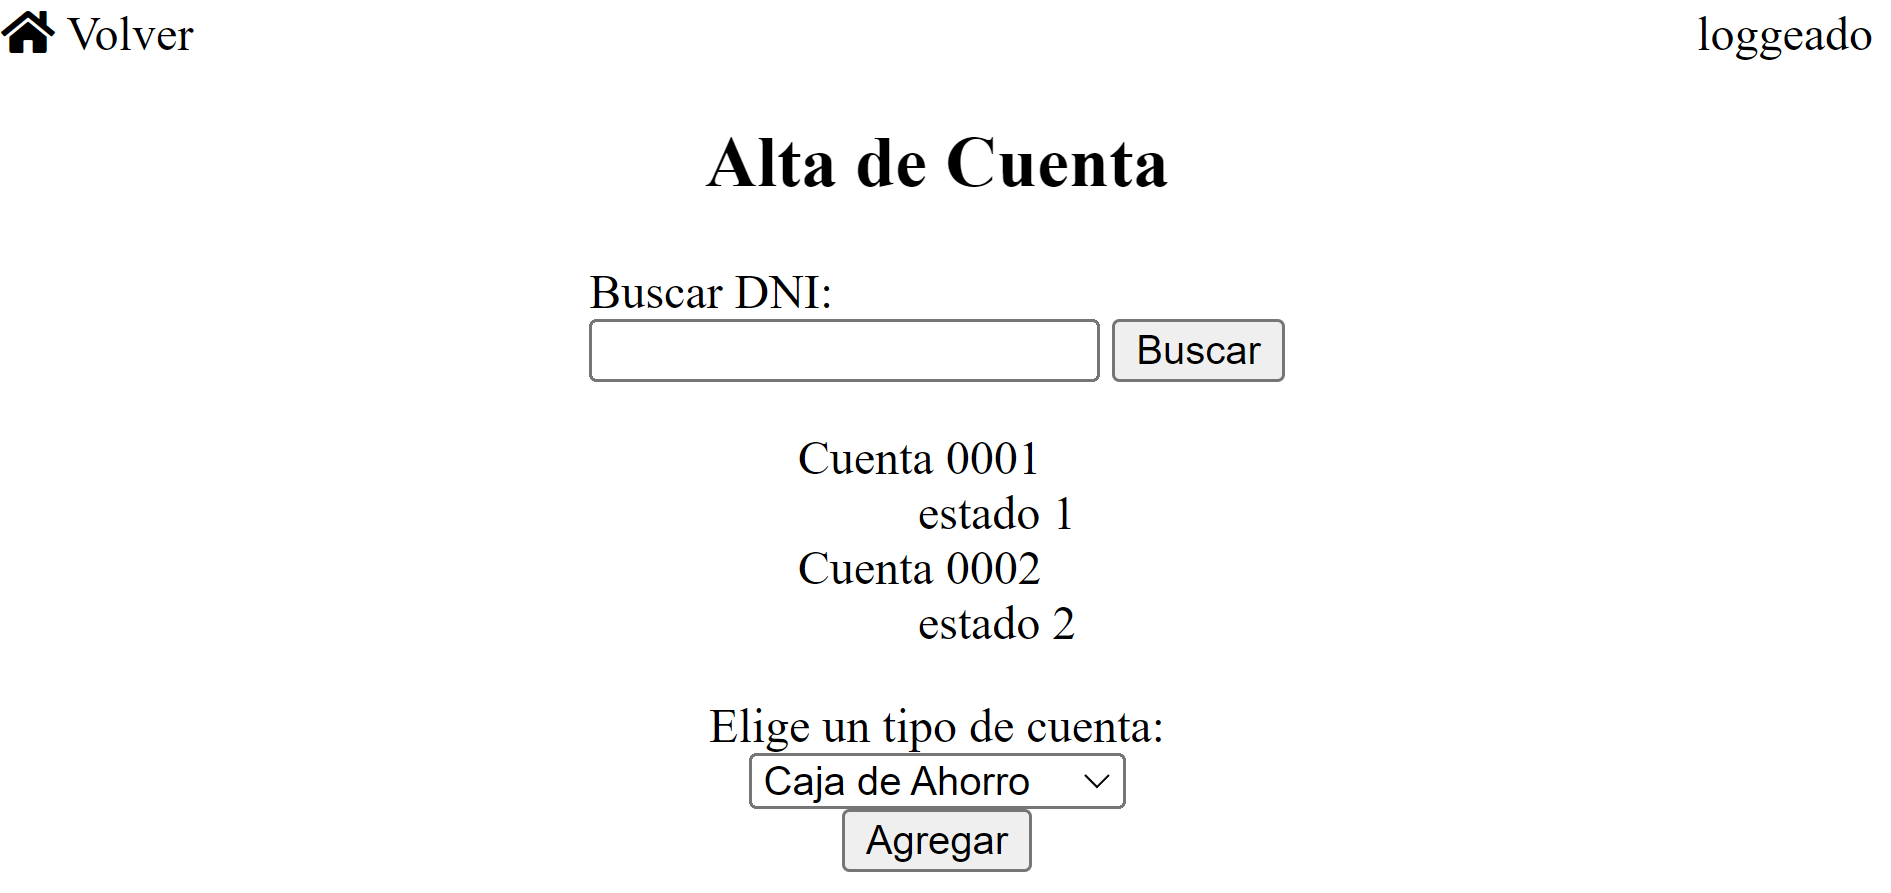 Volver
loggeado
Alta de Cuenta
Buscar DNI:
Buscar
Cuenta 0001
estado 1
Cuenta 0002
estado 2
Elige un tipo de cuenta:
Caja de Ahorro
Agregar